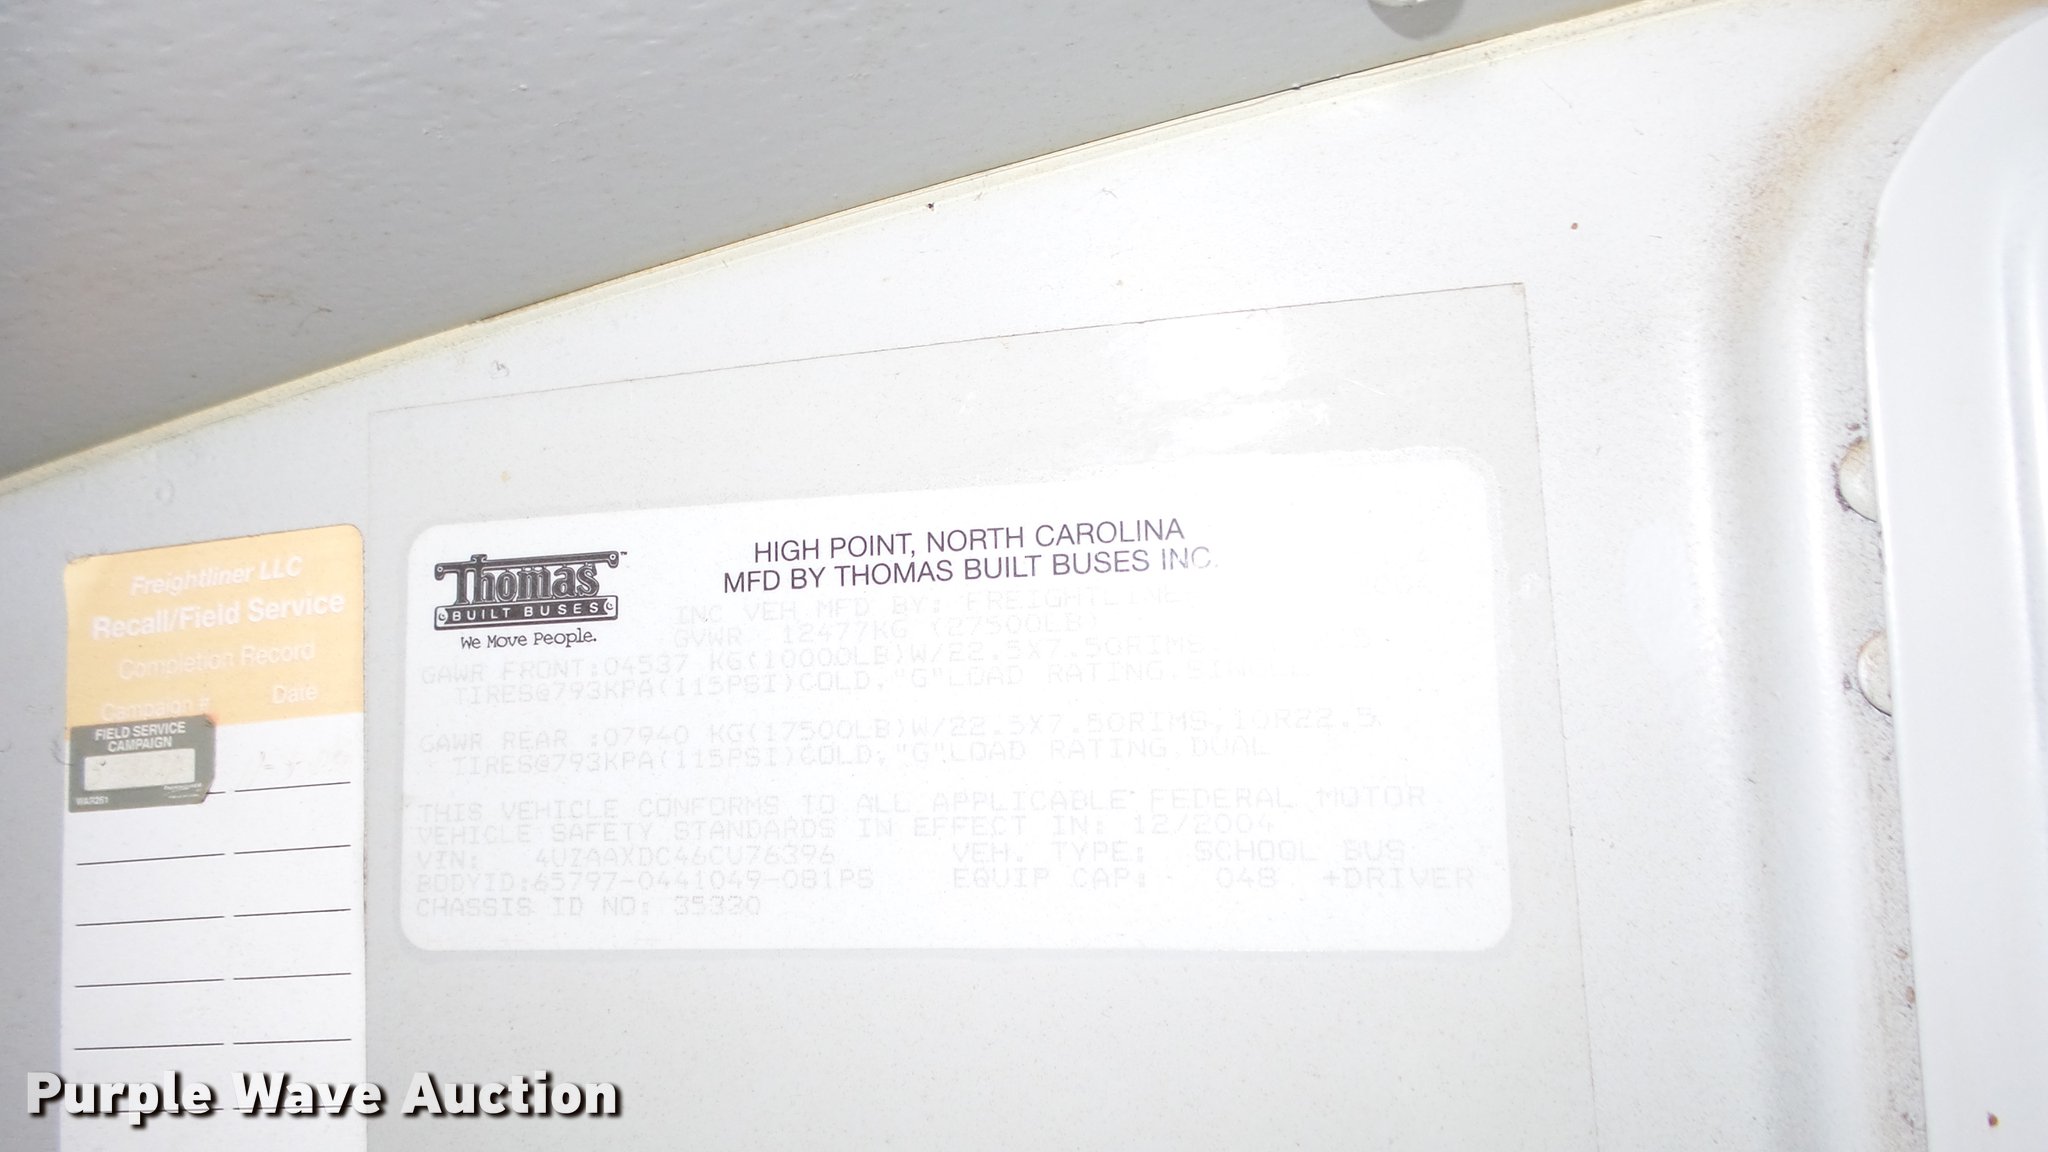 Freightliner LLC
Recall/Field Service
Completion Record
Campaign # Date
FIELD SERVICE
CAMPAIGN
WAR261
Thomas™
BUILT BUSES
We Move People.
HIGH POINT, NORTH CAROLINA
MFD BY THOMAS BUILT BUSES INC.
INC VEH MFD BY: FREIGHTLINE
GVWR 12477KG (27500LB)
GAWR FRONT:04537 KG(10000LB)W/22.5X7.50RIMS
TIRES@793KPA(115PSI)COLD,"G"LOAD RATING.SINGLE
GAWR REAR :07940 KG(17500LB)W/22.5X7.50RIMS,10R22.5
TIRES@793KPA(115PSI)COLD,"G"LOAD RATING.DUAL
THIS VEHICLE CONFORMS TO ALL APPLICABLE FEDERAL MOTOR
VEHICLE SAFETY STANDARDS IN EFFECT IN: 12/2004
VIN: 4UZAAXDC46CU76396 VEH. TYPE: SCHOOL BUS
BODYID:65797-0441049-081PS EQUIP CAP: 048 +DRIVER
CHASSIS ID NO: 35320
Purple Wave Auction